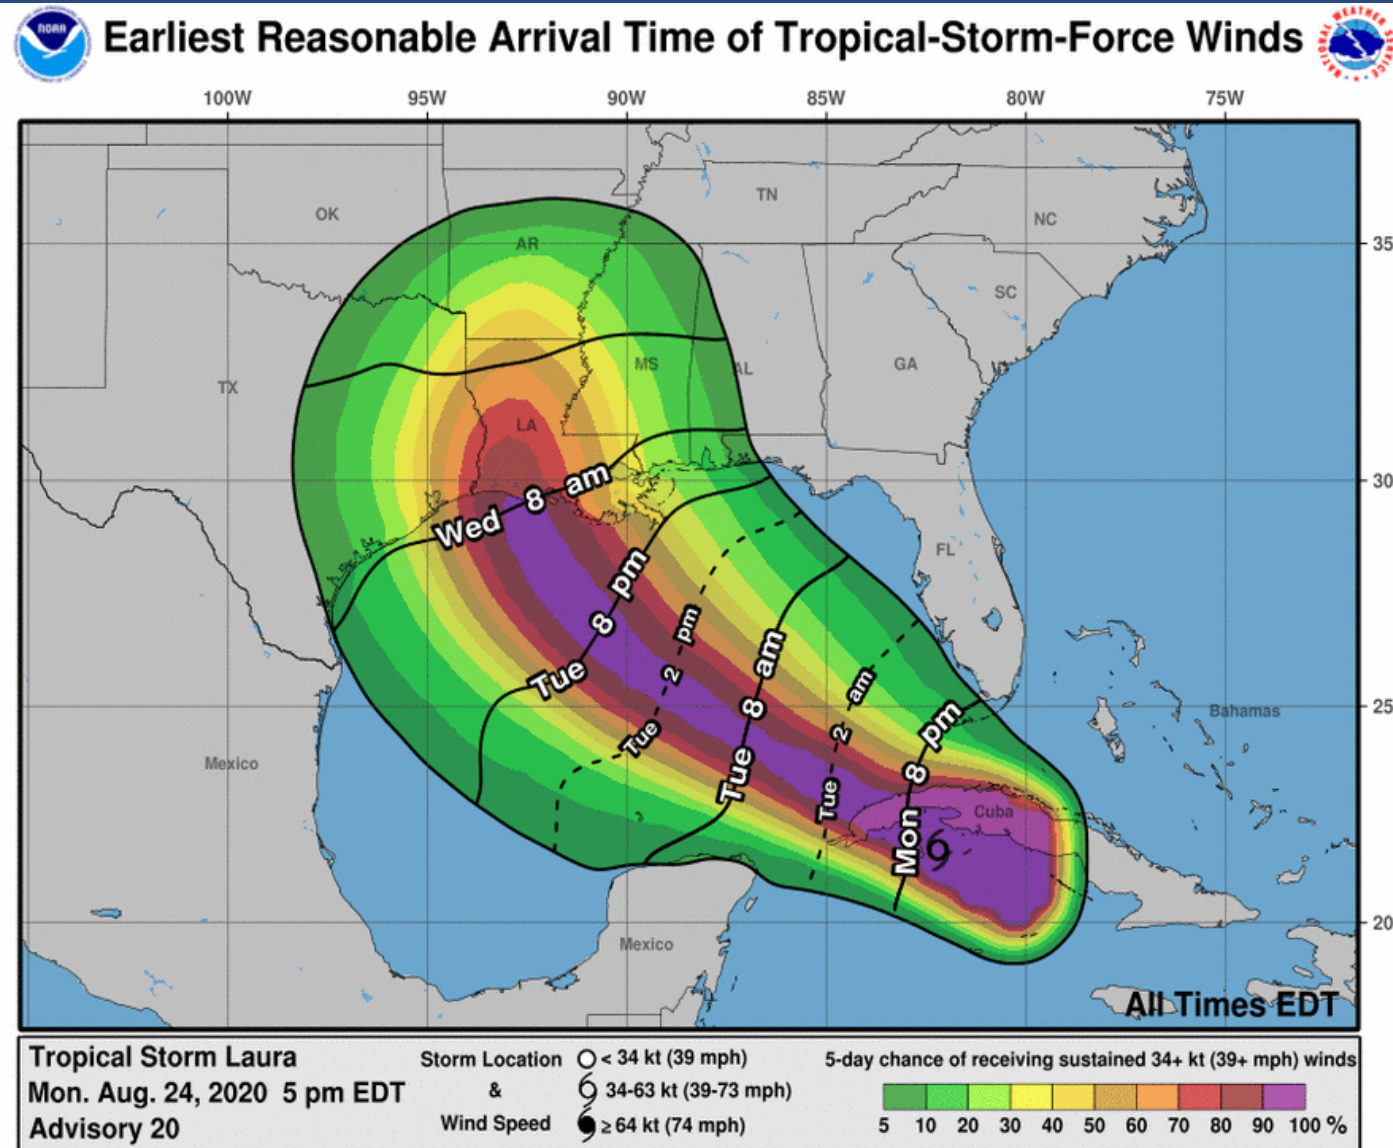 NOAA
Earliest Reasonable Arrival Time of Tropical-Storm-Force Winds
NATIONAL WEATHER SERVICE
100W 95W 90W 85W 80W 75W
TN
OK
NC
AR
35
SC
MS
GA
AL
TX
LA
30
Wed 8 am
FL
Tue 8 pm
Tue 2 pm
Tue 8 am
Tue 2 am
Mon 8 pm
25
Bahamas
Mexico
Cuba
20
Mexico
All Times EDT
Tropical Storm Laura
Mon. Aug. 24, 2020 5 pm EDT
Advisory 20
Storm Location
&
Wind Speed
< 34 kt (39 mph)
34-63 kt (39-73 mph)
≥ 64 kt (74 mph)
5-day chance of receiving sustained 34+ kt (39+ mph) winds
5 10 20 30 40 50 60 70 80 90 100 %